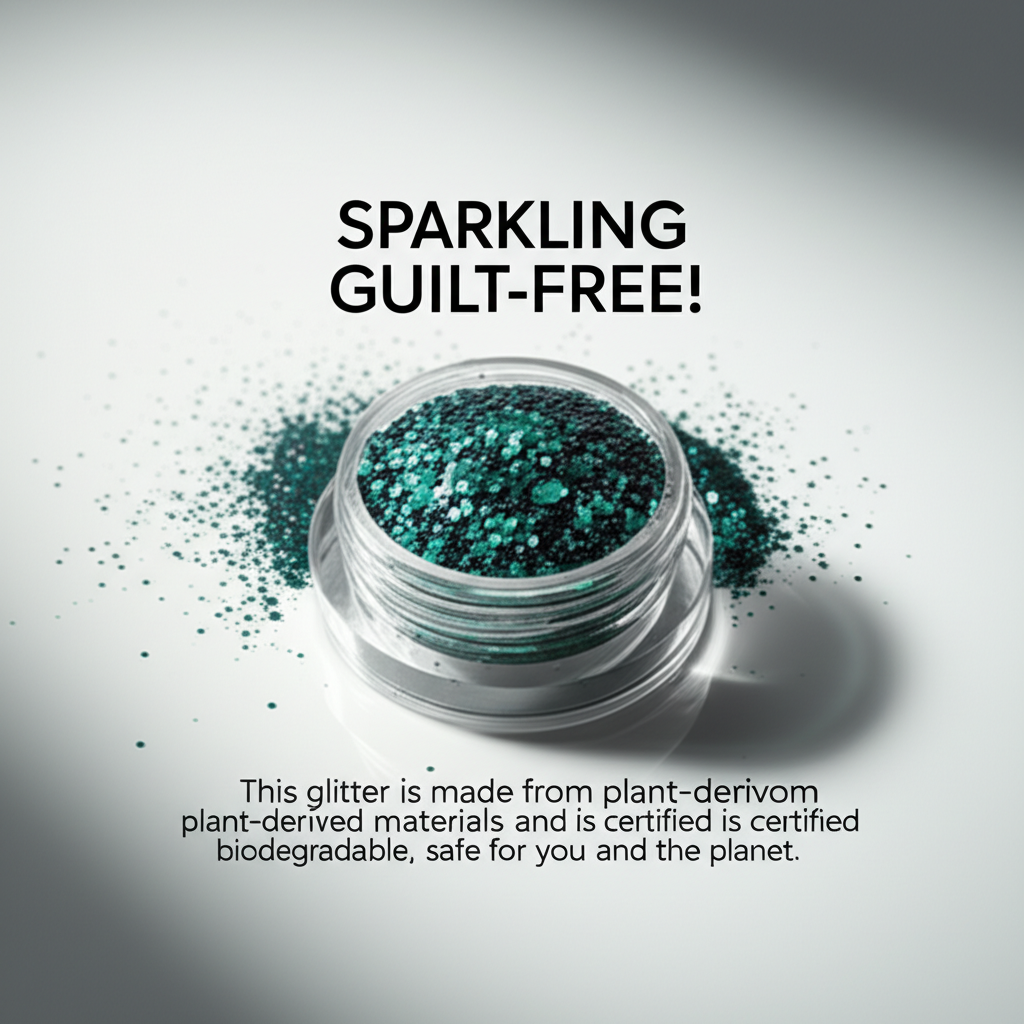 SPARKLING
GUILT-FREE!
This glitter is made from plant-derivom
plant-derived materials and is certified is certified
biodegradable, safe for you and the planet.